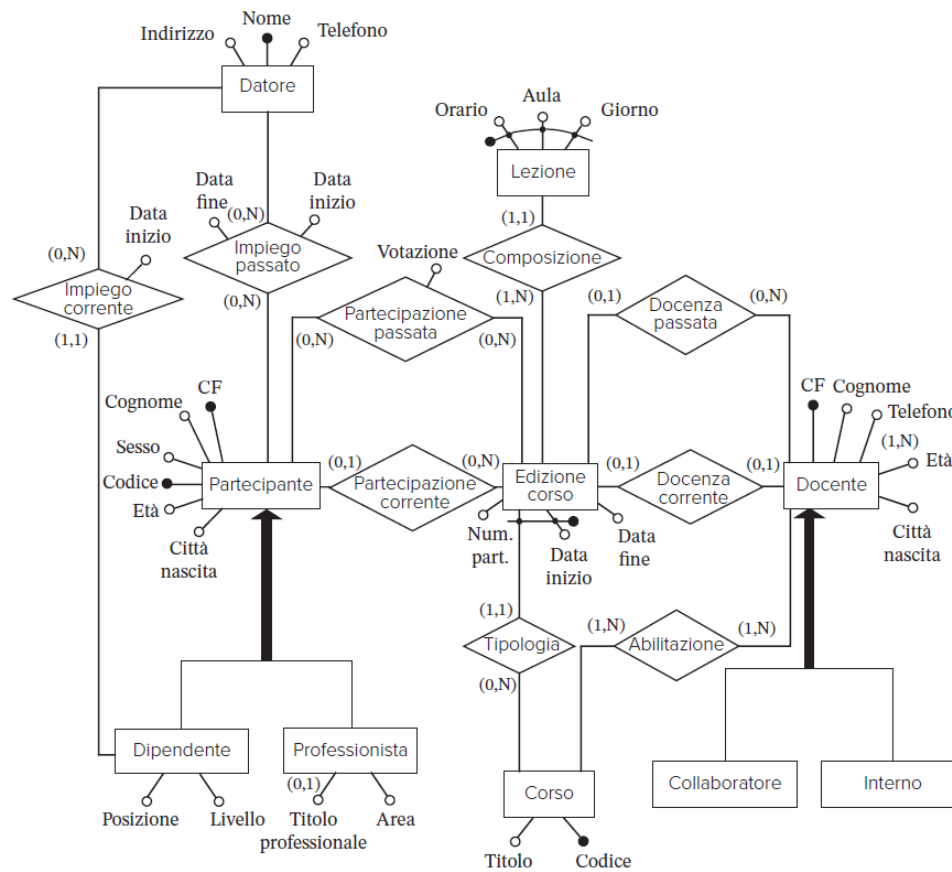 Nome
Indirizzo
Telefono
Datore
Aula
Orario
Giorno
Lezione
Data
fine
Data
inizio
(0,N)
Impiego
passato
(0,N)
Data
inizio
(0,N)
Impiego
corrente
(1,1)
(1,1)
Composizione
(1,N)
Votazione
Partecipazione
passata
(0,N)
(0,N)
(0,1)
Docenza
passata
(0,N)
CF
Cognome
Sesso
Codice
Età
Città
nascita
Partecipante
(0,1)
Partecipazione
corrente
(0,N)
Edizione
corso
(0,1)
Docenza
corrente
(0,1)
Docente
CF
Cognome
Telefono
(1,N)
Età
Città
nascita
Num.
part.
Data
inizio
Data
fine
(1,1)
Tipologia
(0,N)
(1,N)
Abilitazione
(1,N)
Dipendente
Professionista
Posizione
Livello
(0,1)
Titolo
professionale
Area
Corso
Titolo
Codice
Collaboratore
Interno